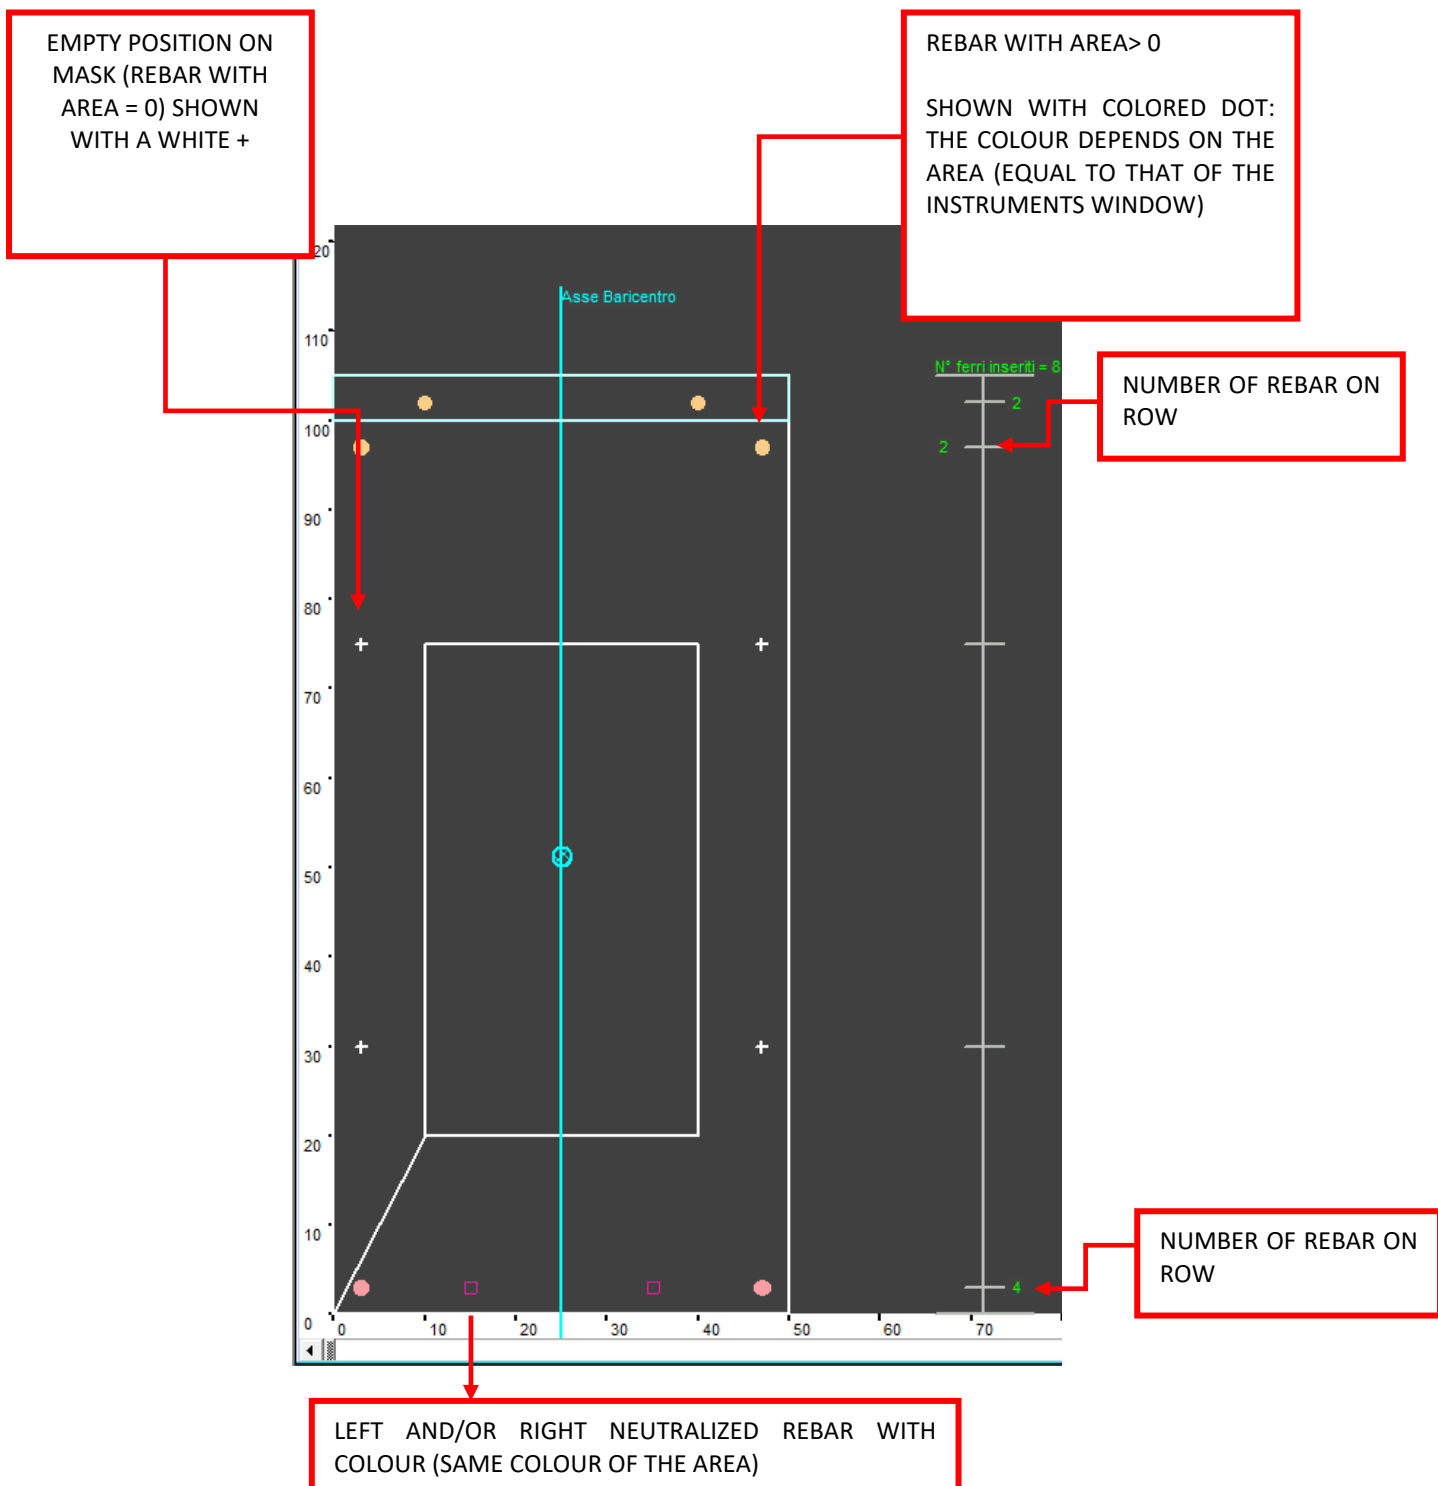 EMPTY POSITION ON
MASK (REBAR WITH
AREA = 0) SHOWN
WITH A WHITE +
REBAR WITH AREA> 0
SHOWN WITH COLORED DOT:
THE COLOUR DEPENDS ON THE
AREA (EQUAL TO THAT OF THE
INSTRUMENTS WINDOW)
20
Asse Baricentro
110
N° ferri inseriti = 8
NUMBER OF REBAR ON
ROW
2
100
2
90
80
70
60
50
40
30
20
10
NUMBER OF REBAR ON
ROW
4
0
0 10 20 30 40 50 60 70
LEFT AND/OR RIGHT NEUTRALIZED REBAR WITH
COLOUR (SAME COLOUR OF THE AREA)